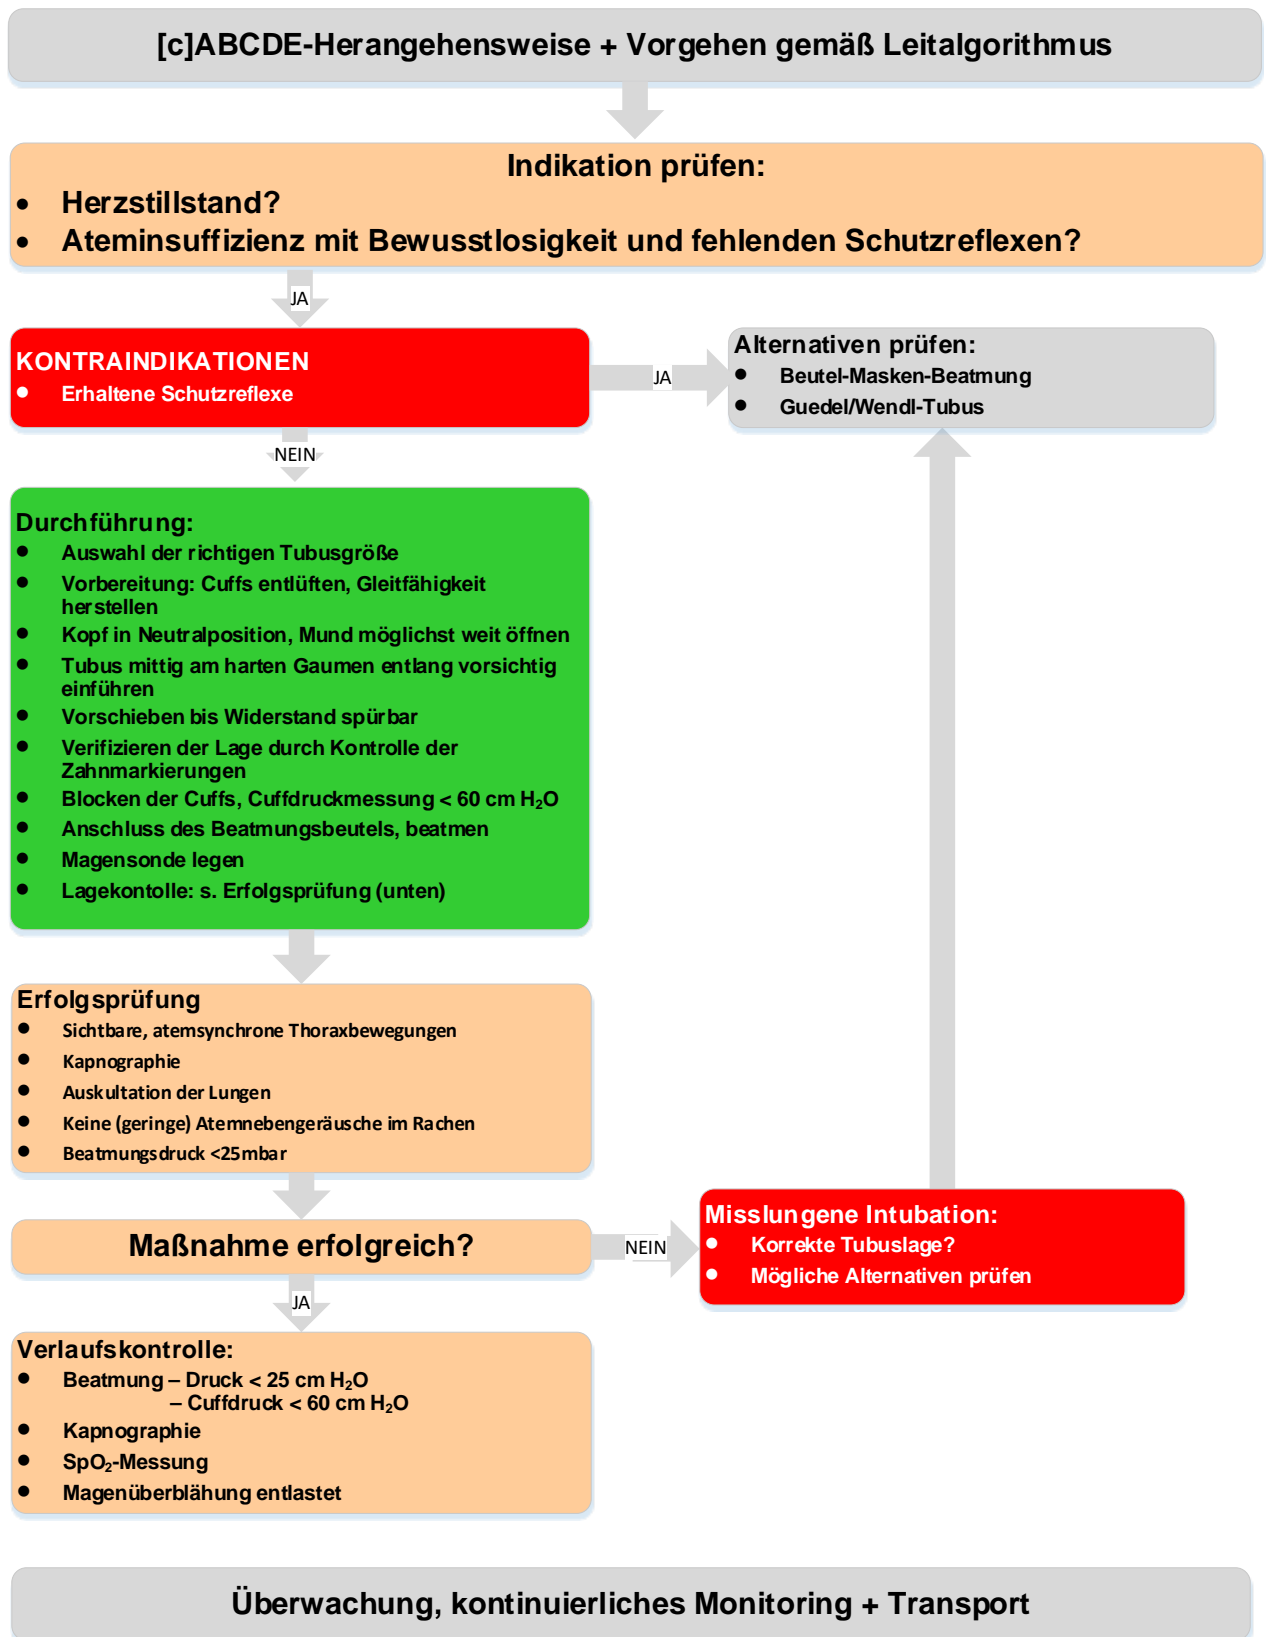 [c]ABCDE-Herangehensweise + Vorgehen gemäß Leitalgorithmus
Indikation prüfen:
• Herzstillstand?
• Ateminsuffizienz mit Bewusstlosigkeit und fehlenden Schutzreflexen?
JA
KONTRAINDIKATIONEN
• Erhaltene Schutzreflexe
JA
Alternativen prüfen:
• Beutel-Masken-Beatmung
• Guedel/Wendl-Tubus
NEIN
Durchführung:
• Auswahl der richtigen Tubusgröße
• Vorbereitung: Cuffs entlüften, Gleitfähigkeit
herstellen
• Kopf in Neutralposition, Mund möglichst weit öffnen
• Tubus mittig am harten Gaumen entlang vorsichtig
einführen
• Vorschieben bis Widerstand spürbar
• Verifizieren der Lage durch Kontrolle der
Zahnmarkierungen
• Blocken der Cuffs, Cuffdruckmessung < 60 cm H₂O
• Anschluss des Beatmungsbeutels, beatmen
• Magensonde legen
• Lagekontolle: s. Erfolgsprüfung (unten)
Erfolgsprüfung
• Sichtbare, atemsynchrone Thoraxbewegungen
• Kapnographie
• Auskultation der Lungen
• Keine (geringe) Atemnebengeräusche im Rachen
• Beatmungsdruck <25mbar
Maßnahme erfolgreich?
NEIN
Misslungene Intubation:
• Korrekte Tubuslage?
• Mögliche Alternativen prüfen
JA
Verlaufskontrolle:
• Beatmung – Druck < 25 cm H₂O
– Cuffdruck < 60 cm H₂O
• Kapnographie
• SpO₂-Messung
• Magenüberblähung entlastet
Überwachung, kontinuierliches Monitoring + Transport